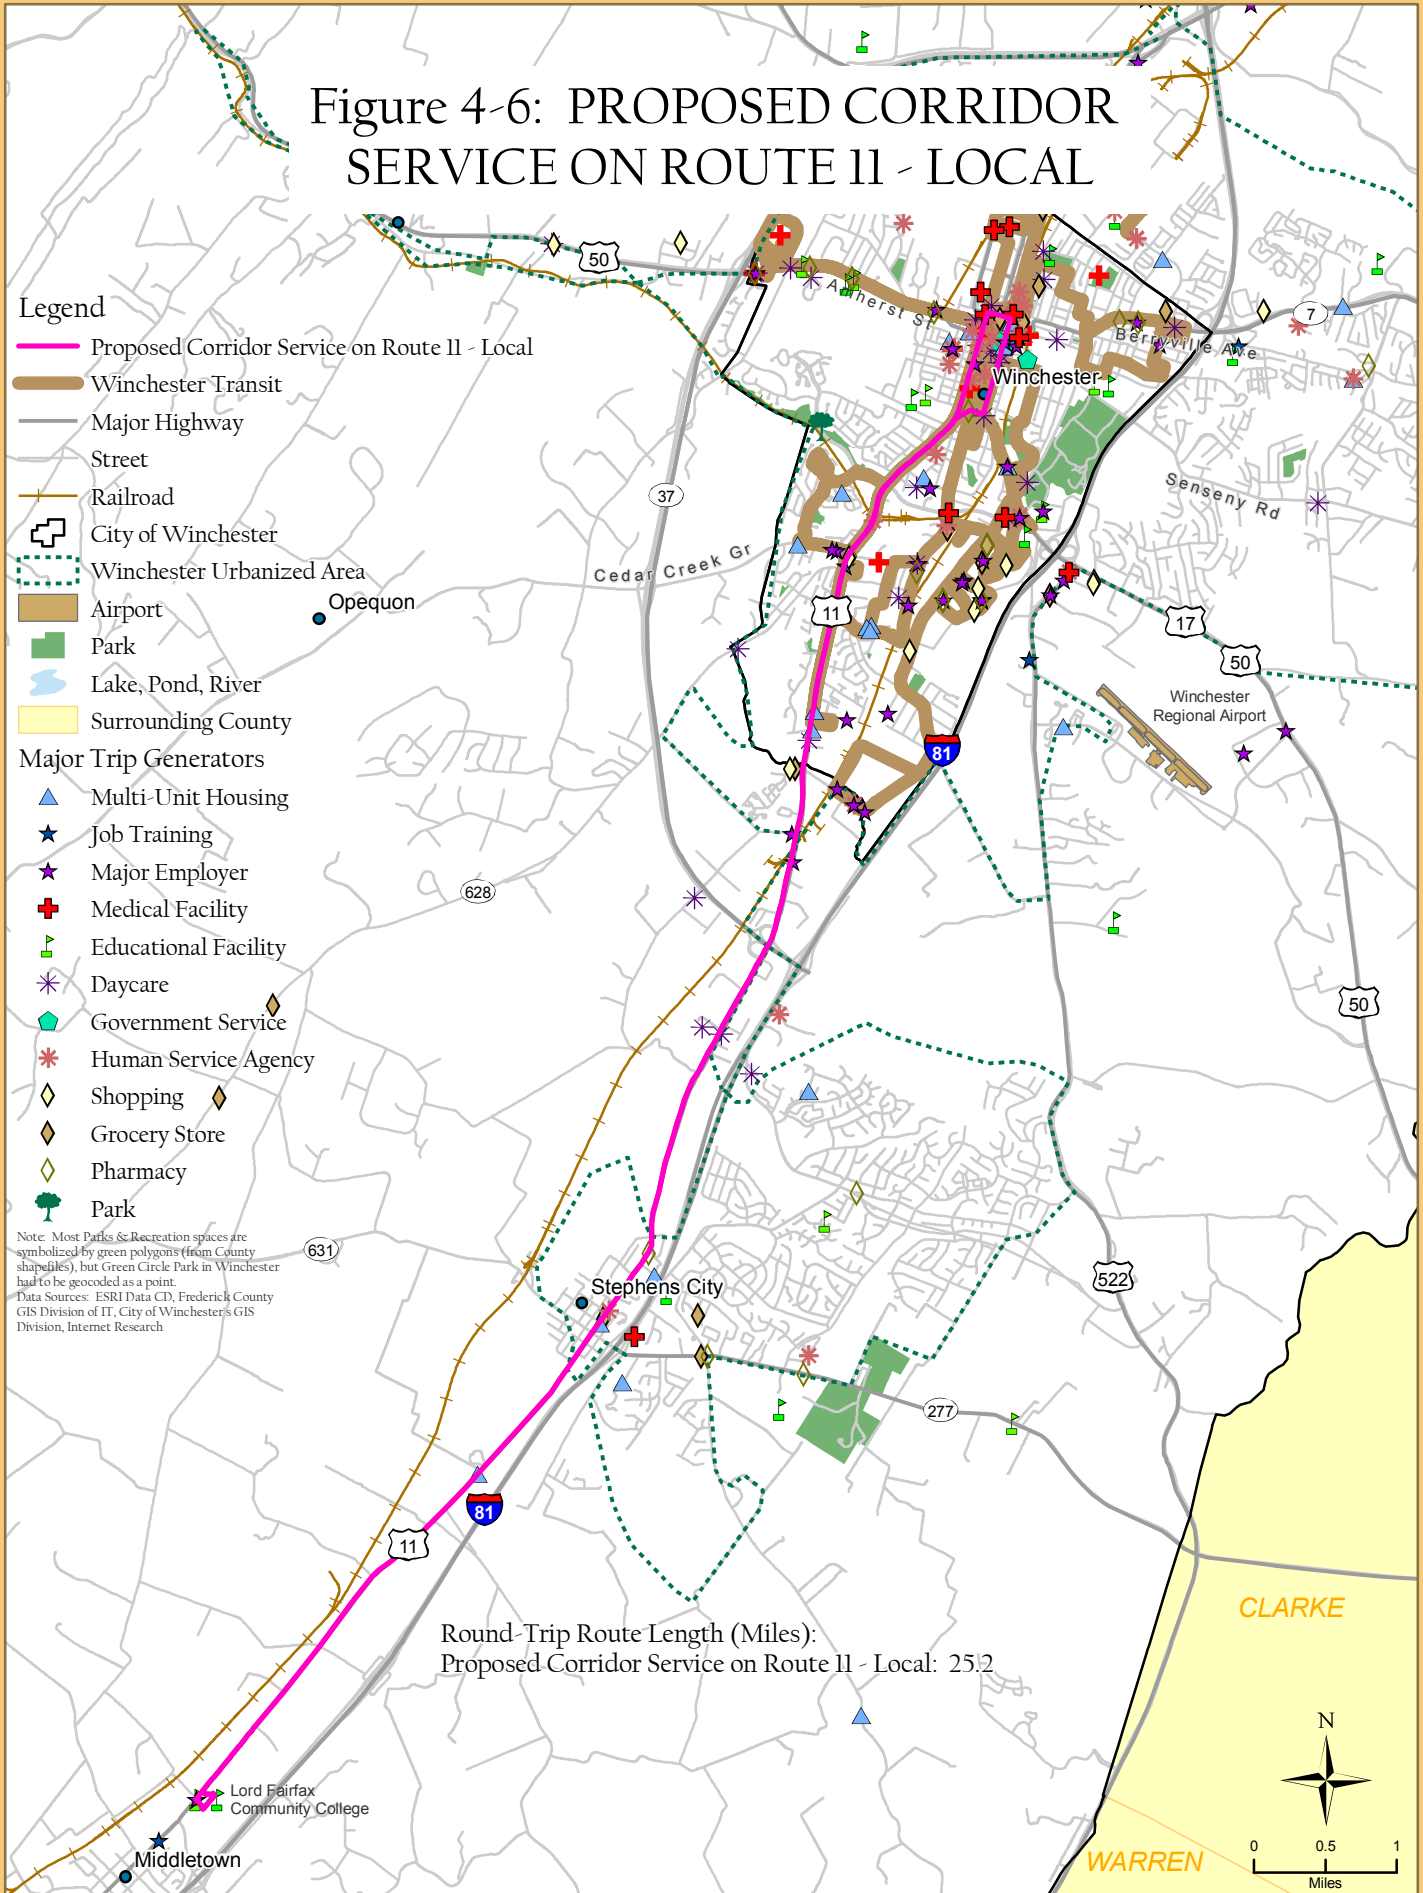 Figure 4-6: PROPOSED CORRIDOR
SERVICE ON ROUTE 11 - LOCAL
50
Amherst St
7
Berryville Ave
Winchester
Legend
Proposed Corridor Service on Route 11 - Local
Winchester Transit
Major Highway
Street
Railroad
City of Winchester
Winchester Urbanized Area
Airport
Park
Lake, Pond, River
Surrounding County
Major Trip Generators
Multi-Unit Housing
Job Training
Major Employer
Medical Facility
Educational Facility
Daycare
Government Service
Human Service Agency
Shopping
Grocery Store
Pharmacy
Park
Note: Most Parks & Recreation spaces are
symbolized by green polygons (from County
shapefiles), but Green Circle Park in Winchester
had to be geocoded as a point.
Data Sources: ESRI Data CD, Frederick County
GIS Division of IT, City of Winchester's GIS
Division, Internet Research
37
Senseny Rd
Cedar Creek Gr
Opequon
11
17
50
Winchester
Regional Airport
81
628
50
631
522
Stephens City
277
81
11
CLARKE
Round-Trip Route Length (Miles):
Proposed Corridor Service on Route 11 - Local: 25.2
N
Lord Fairfax
Community College
Middletown
WARREN
0 0.5 1
Miles